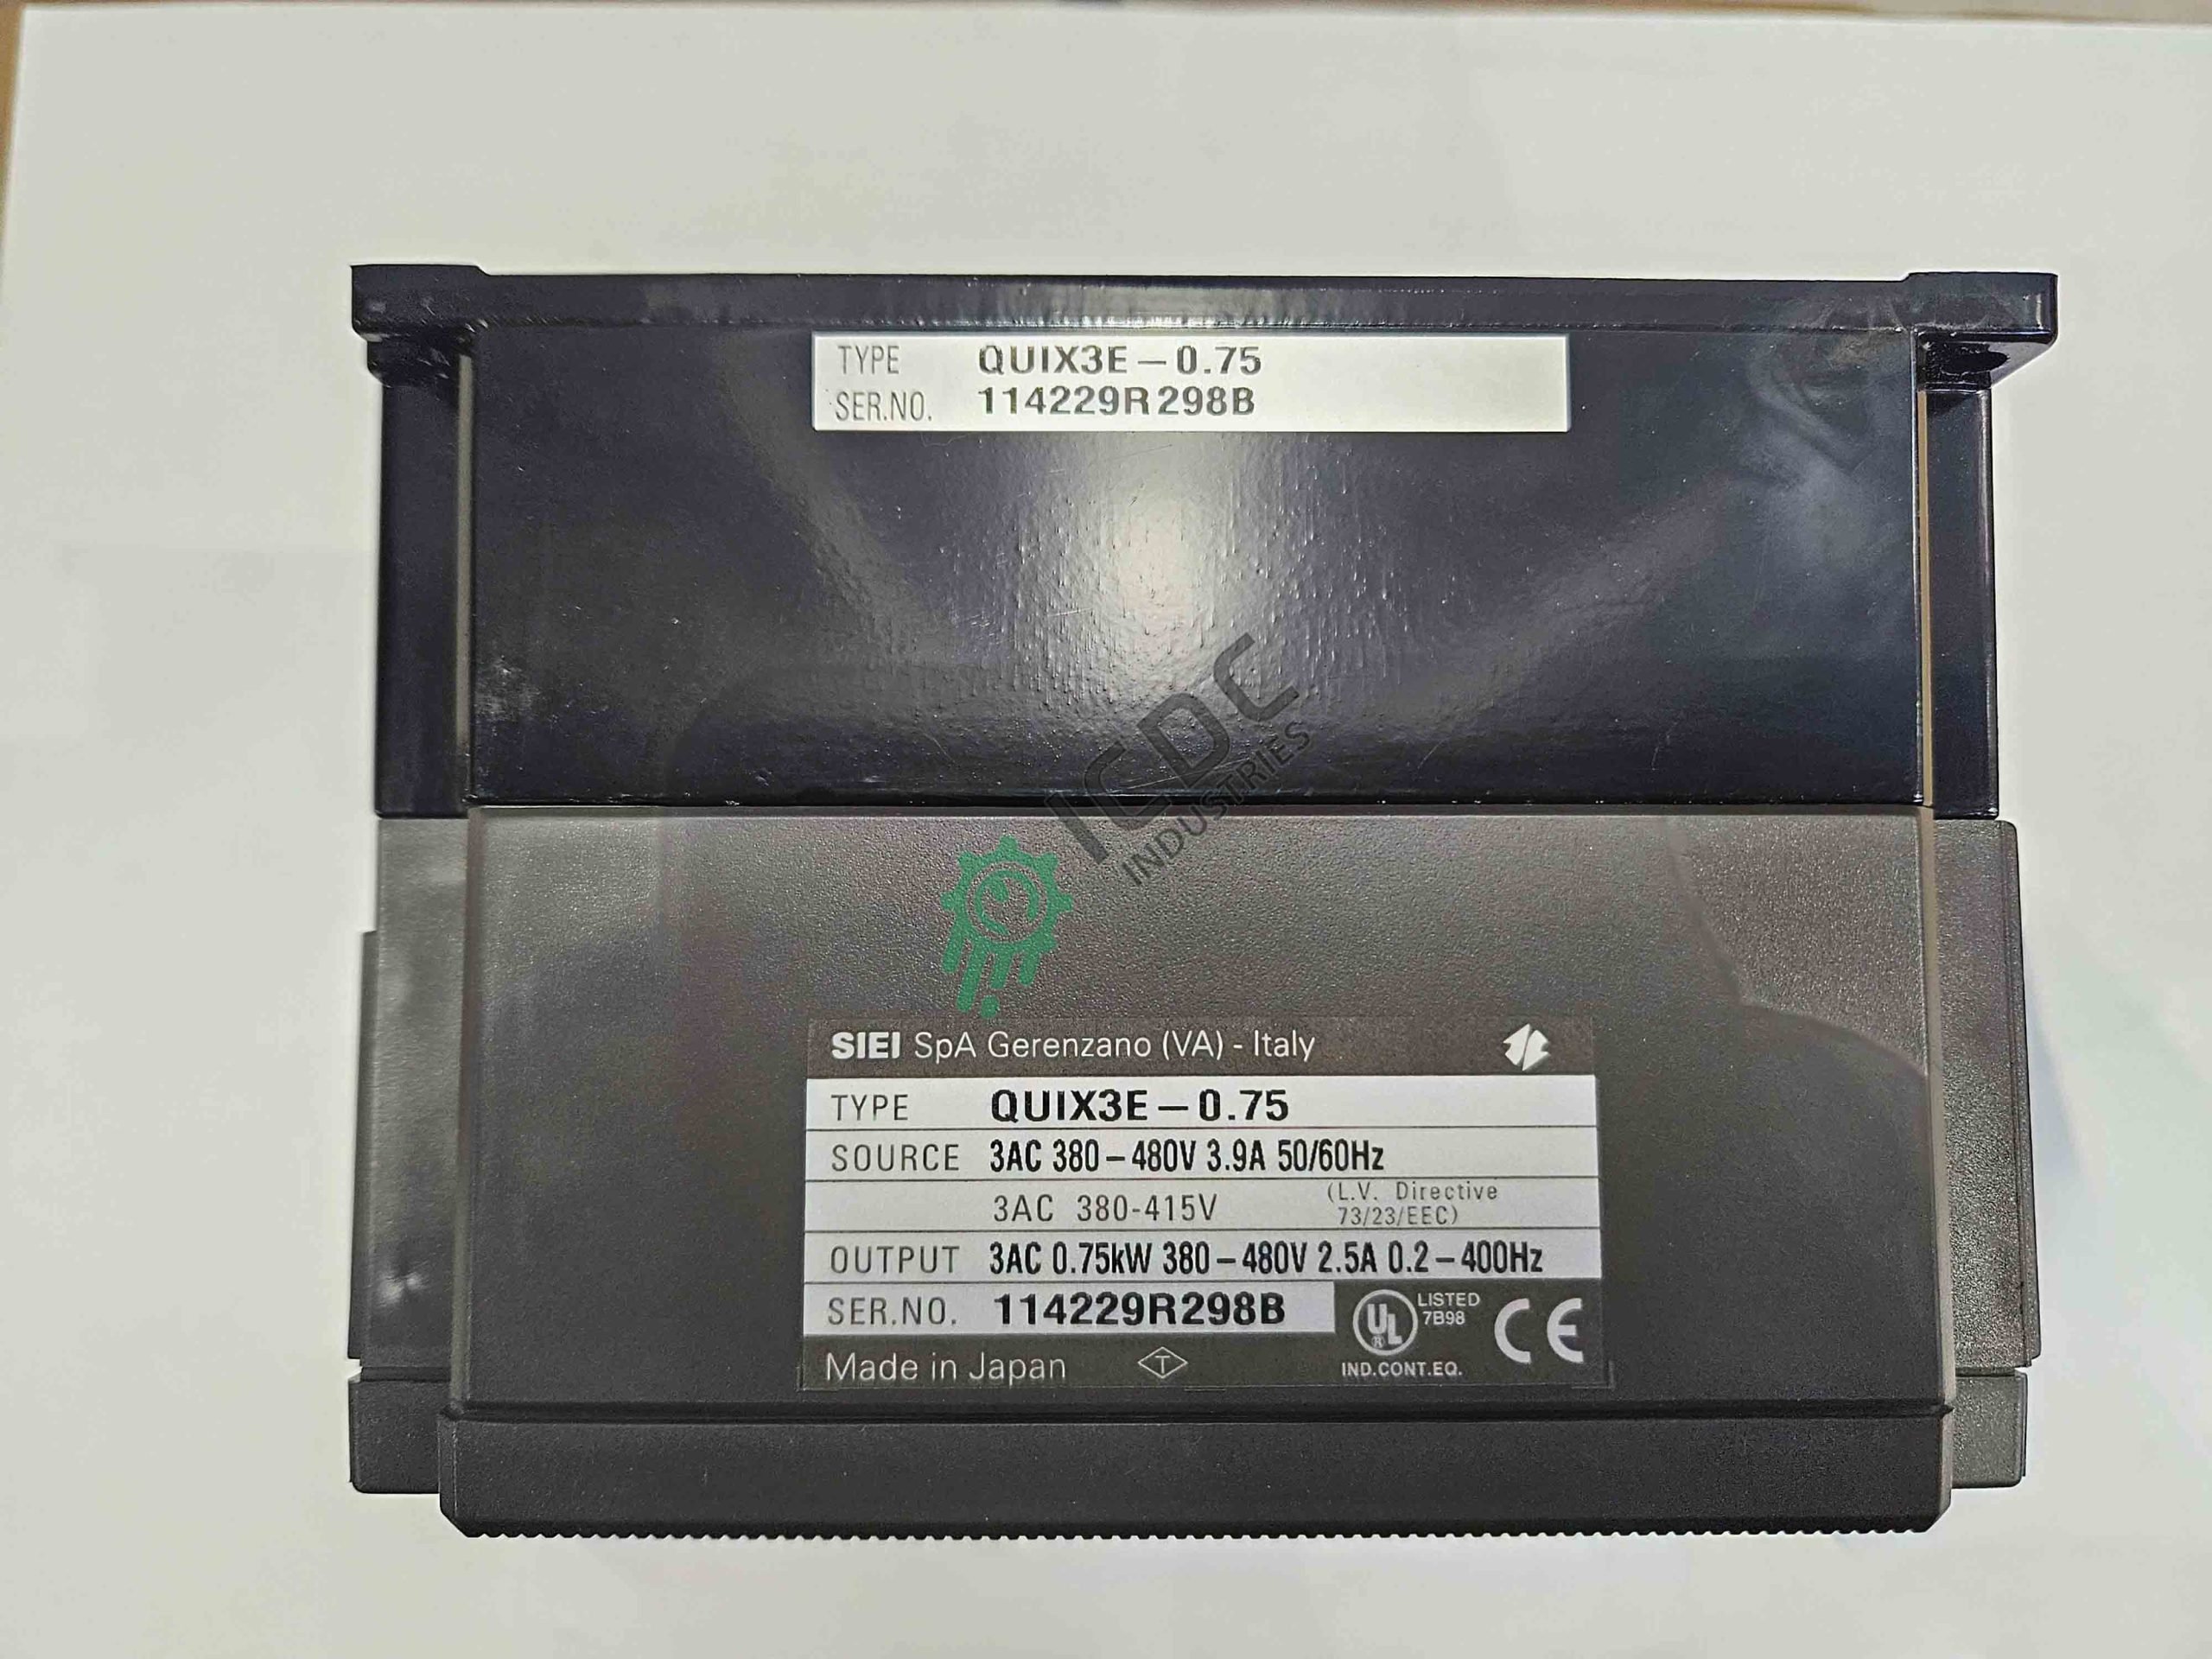 TYPE QUIX3E-0.75
SER.NO. 114229R298B
ICDC
INDUSTRIES
SIEI SpA Gerenzano (VA) - Italy
TYPE QUIX3E-0.75
SOURCE 3AC 380-480V 3.9A 50/60Hz
3AC 380-415V (L.V. Directive
73/23/EEC)
OUTPUT 3AC 0.75kW 380-480V 2.5A 0.2-400Hz
SER.NO. 114229R298B
UL ® LISTED
7B98
CE
IND.CONT.EQ.
Made in Japan T